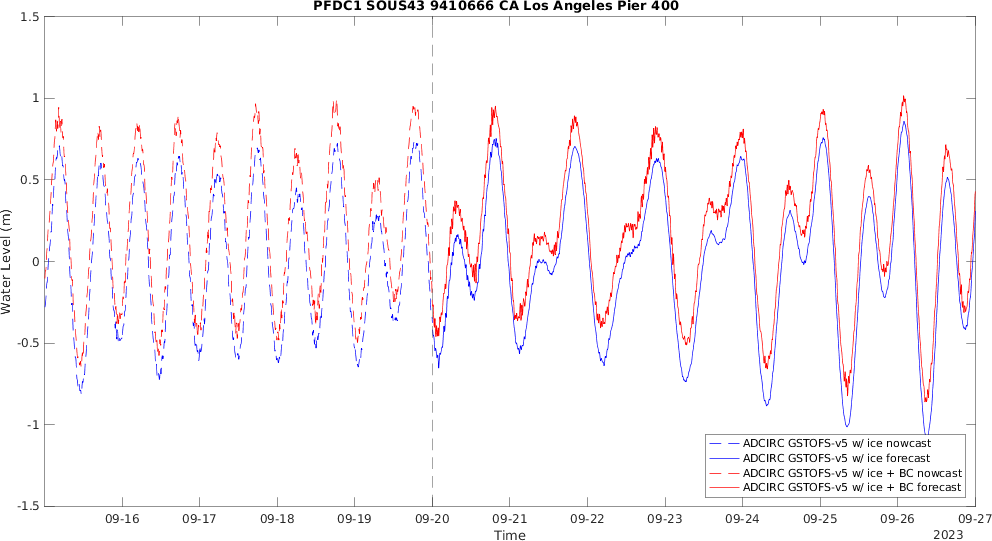 PFDC1 SOUS43 9410666 CA Los Angeles Pier 400
1.5
1
0.5
0
-0.5
-1
-1.5
Water Level (m)
ADCIRC GSTOFS-v5 w/ ice nowcast
ADCIRC GSTOFS-v5 w/ ice forecast
ADCIRC GSTOFS-v5 w/ ice + BC nowcast
ADCIRC GSTOFS-v5 w/ ice + BC forecast
09-16 09-17 09-18 09-19 09-20 09-21 09-22 09-23 09-24 09-25 09-26 09-27
Time
2023